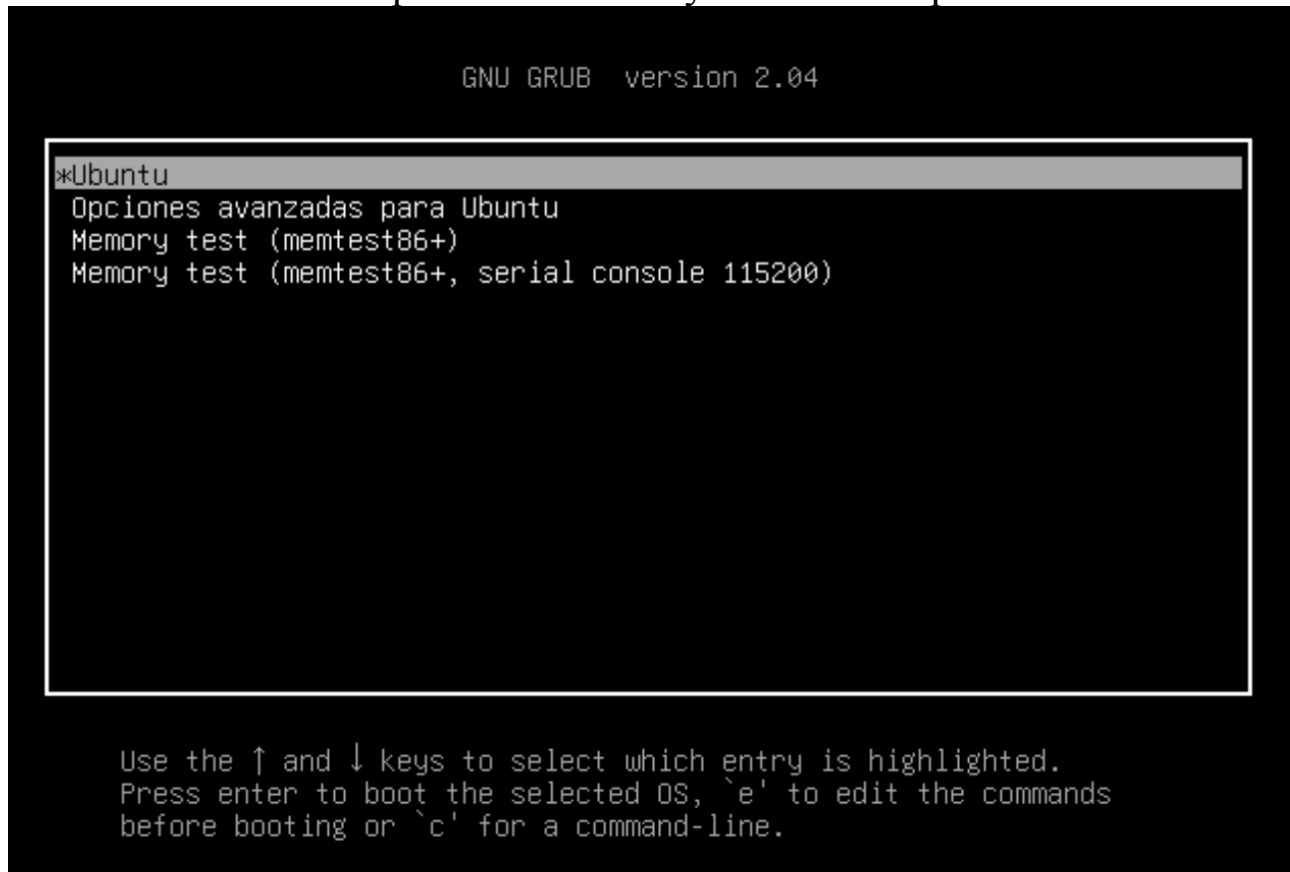 GNU GRUB  version 2.04
*Ubuntu
Opciones avanzadas para Ubuntu
Memory test (memtest86+)
Memory test (memtest86+, serial console 115200)
Use the ↑ and ↓ keys to select which entry is highlighted.
Press enter to boot the selected OS, `e' to edit the commands
before booting or `c' for a command-line.